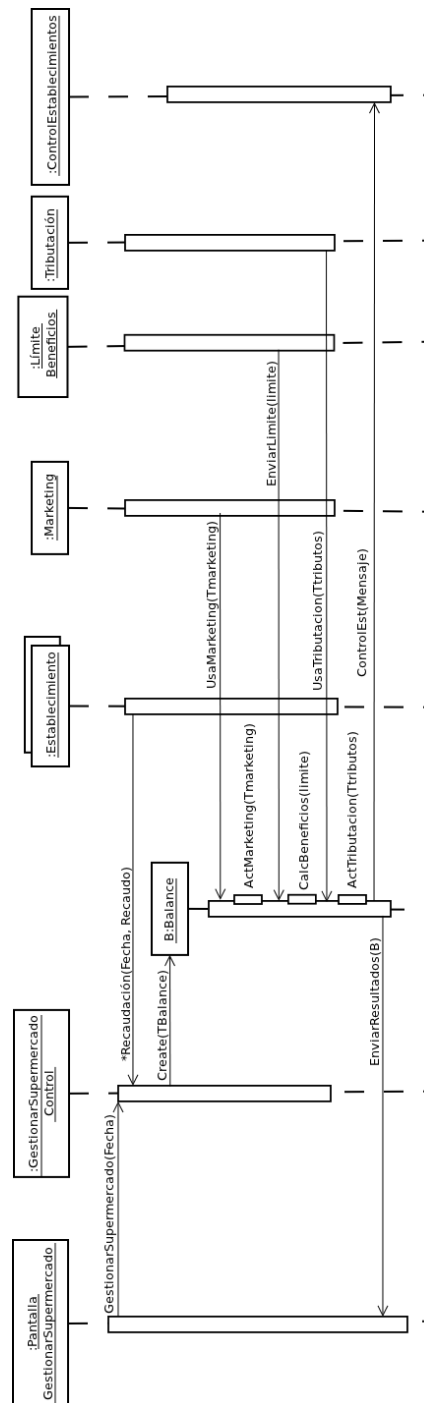 :Pantalla
GestionarSupermercado
:GestionarSupermercado
Control
B:Balance
:Establecimiento
:Marketing
:Límite
Beneficios
:Tributación
:ControlEstablecimientos
GestionarSupermercado(Fecha)
*Recaudación(Fecha, Recaudo)
Create(TBalance)
UsaMarketing(Tmarketing)
ActMarketing(Tmarketing)
EnviarLimite(limite)
CalcBeneficios(limite)
UsaTributacion(Ttributos)
ActTributacion(Ttributos)
ControlEst(Mensaje)
EnviarResultados(B)